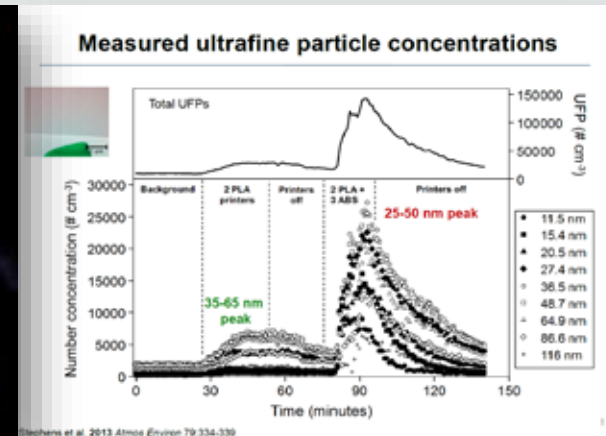 Measured ultrafine particle concentrations
Total UFPs
150000
100000
50000
0
UFP (# cm-3)
30000
25000
20000
15000
10000
5000
0
Number concentration (# cm-3)
Background
2 PLA printers
Printers off
2 PLA + 3 ABS
Printers off
35-65 nm peak
25-50 nm peak
11.5 nm
15.4 nm
20.5 nm
27.4 nm
36.5 nm
48.7 nm
64.9 nm
86.6 nm
116 nm
0 30 60 90 120 150
Time (minutes)
Stephens et al. 2013 Atmos Environ 79:334-339